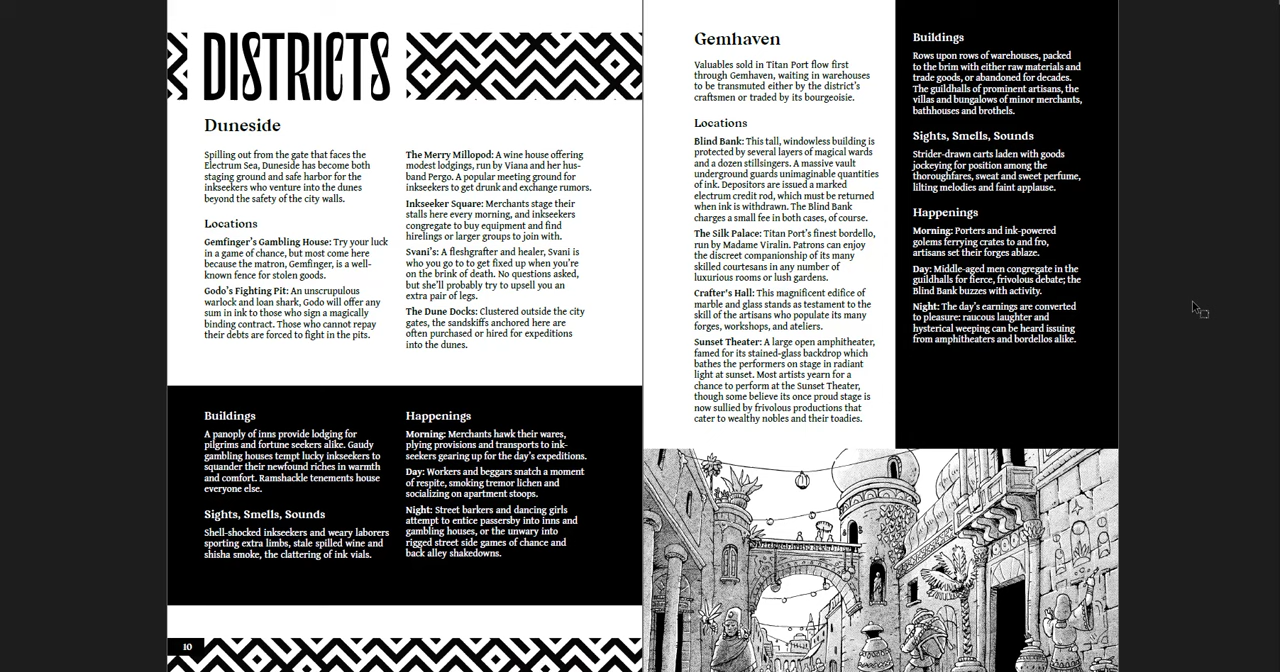 DISTRICTS
Duneside
Spilling out from the gate that faces the
Electrum Sea, Duneside has become both
staging ground and safe harbor for the
inkseekers who venture into the dunes
beyond the safety of the city walls.
Locations
Gemfinger's Gambling House: Try your luck
in a game of chance, but most come here
because the matron, Gemfinger, is a well-
known fence for stolen goods.
Godo's Fighting Pit: An unscrupulous
warlock and loan shark, Godo will offer any
sum in ink to those who sign a magically
binding contract. Those who cannot repay
their debts are forced to fight in the pits.
The Merry Millopod: A wine house offering
modest lodgings, run by Viana and her hus-
band Pergo. A popular meeting ground for
inkseekers to get drunk and exchange rumors.
Inkseeker Square: Merchants stage their
stalls here every morning, and inkseekers
congregate to buy equipment and find
hirelings or larger groups to join with.
Svani's: A fleshgrafter and healer, Svani is
who you go to to get fixed up when you're
on the brink of death. No questions asked,
but she'll probably try to upsell you an
extra pair of legs.
The Dune Docks: Clustered outside the city
gates, the sandskiffs anchored here are
often purchased or hired for expeditions
into the dunes.
Buildings
A panoply of inns provide lodging for
pilgrims and fortune seekers alike. Gaudy
gambling houses tempt lucky inkseekers to
squander their newfound riches in warmth
and comfort. Ramshackle tenements house
everyone else.
Sights, Smells, Sounds
Shell-shocked inkseekers and weary laborers
sporting extra limbs, stale spilled wine and
shisha smoke, the clattering of ink vials.
Happenings
Morning: Merchants hawk their wares,
plying provisions and transports to ink-
seekers gearing up for the day's expeditions.
Day: Workers and beggars snatch a moment
of respite, smoking tremor lichen and
socializing on apartment stoops.
Night: Street barkers and dancing girls
attempt to entice passersby into inns and
gambling houses, or the unwary into
rigged street side games of chance and
back alley shakedowns.
10
Gemhaven
Valuables sold in Titan Port flow first
through Gemhaven, waiting in warehouses
to be transmuted either by the district's
craftsmen or traded by its bourgeoisie.
Locations
Blind Bank: This tall, windowless building is
protected by several layers of magical wards
and a dozen stillsingers. A massive vault
underground guards unimaginable quantities
of ink. Depositors are issued a marked
electrum credit rod, which must be returned
when ink is withdrawn. The Blind Bank
charges a small fee in both cases, of course.
The Silk Palace: Titan Port's finest bordello,
run by Madame Viralin. Patrons can enjoy
the discreet companionship of its many
skilled courtesans in any number of
luxurious rooms or lush gardens.
Crafter's Hall: This magnificent edifice of
marble and glass stands as testament to the
skill of the artisans who populate its many
forges, workshops, and ateliers.
Sunset Theater: A large open amphitheater,
famed for its stained-glass backdrop which
bathes the performers on stage in radiant
light at sunset. Most artists yearn for a
chance to perform at the Sunset Theater,
though some believe its once proud stage is
now sullied by frivolous productions that
cater to wealthy nobles and their toadies.
Buildings
Rows upon rows of warehouses, packed
to the brim with either raw materials and
trade goods, or abandoned for decades.
The guildhalls of prominent artisans, the
villas and bungalows of minor merchants,
bathhouses and brothels.
Sights, Smells, Sounds
Strider-drawn carts laden with goods
jockeying for position among the
thoroughfares, sweat and sweet perfume,
lilting melodies and faint applause.
Happenings
Morning: Porters and ink-powered
golems ferrying crates to and fro,
artisans set their forges ablaze.
Day: Middle-aged men congregate in the
guildhalls for fierce, frivolous debate; the
Blind Bank buzzes with activity.
Night: The day's earnings are converted
to pleasure: raucous laughter and
hysterical weeping can be heard issuing
from amphitheaters and bordellos alike.